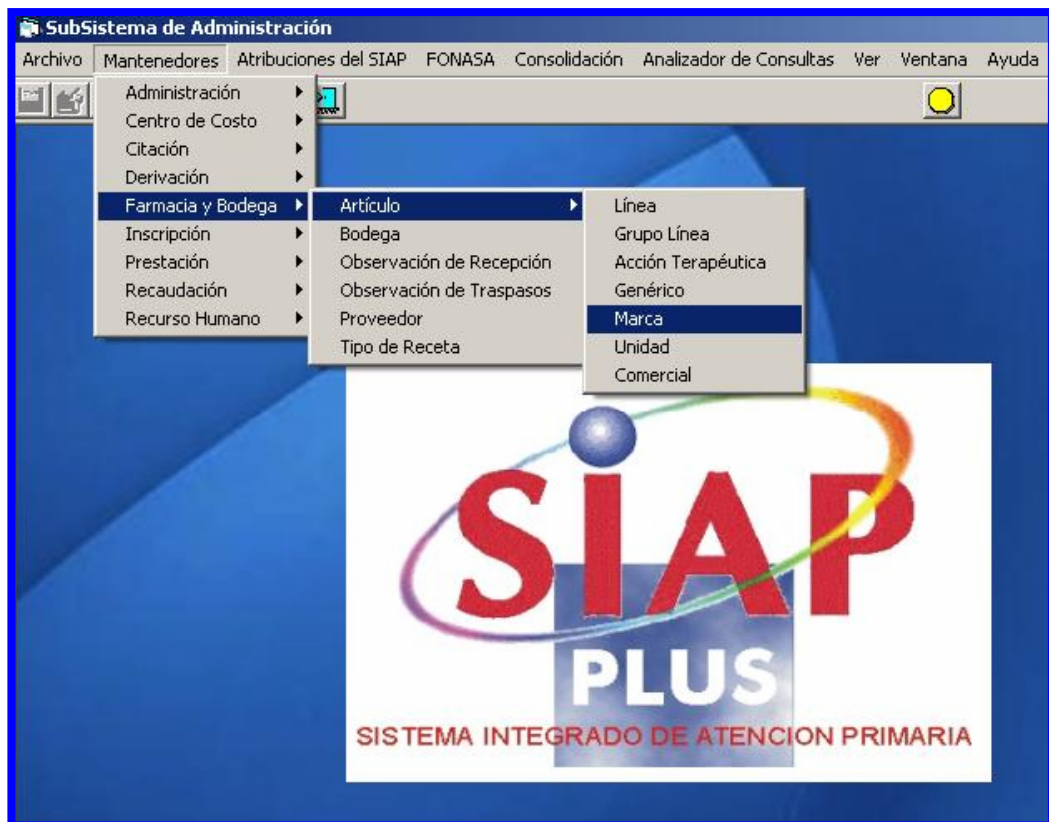 SubSistema de Administración
Archivo Mantenedores Atribuciones del SIAP FONASA Consolidación Analizador de Consultas Ver Ventana Ayuda
Administración
Centro de Costo
Citación
Derivación
Farmacia y Bodega
Inscripción
Prestación
Recaudación
Recurso Humano
Artículo
Bodega
Observación de Recepción
Observación de Traspasos
Proveedor
Tipo de Receta
Línea
Grupo Línea
Acción Terapéutica
Genérico
Marca
Unidad
Comercial
SIAP
PLUS
SISTEMA INTEGRADO DE ATENCION PRIMARIA